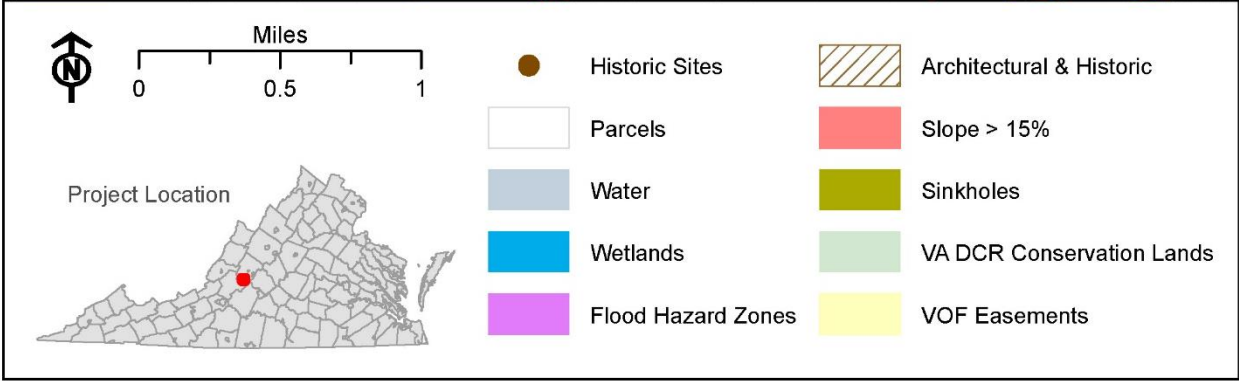 N
Miles
0 0.5 1
Project Location
Historic Sites
Parcels
Water
Wetlands
Flood Hazard Zones
Architectural & Historic
Slope > 15%
Sinkholes
VA DCR Conservation Lands
VOF Easements